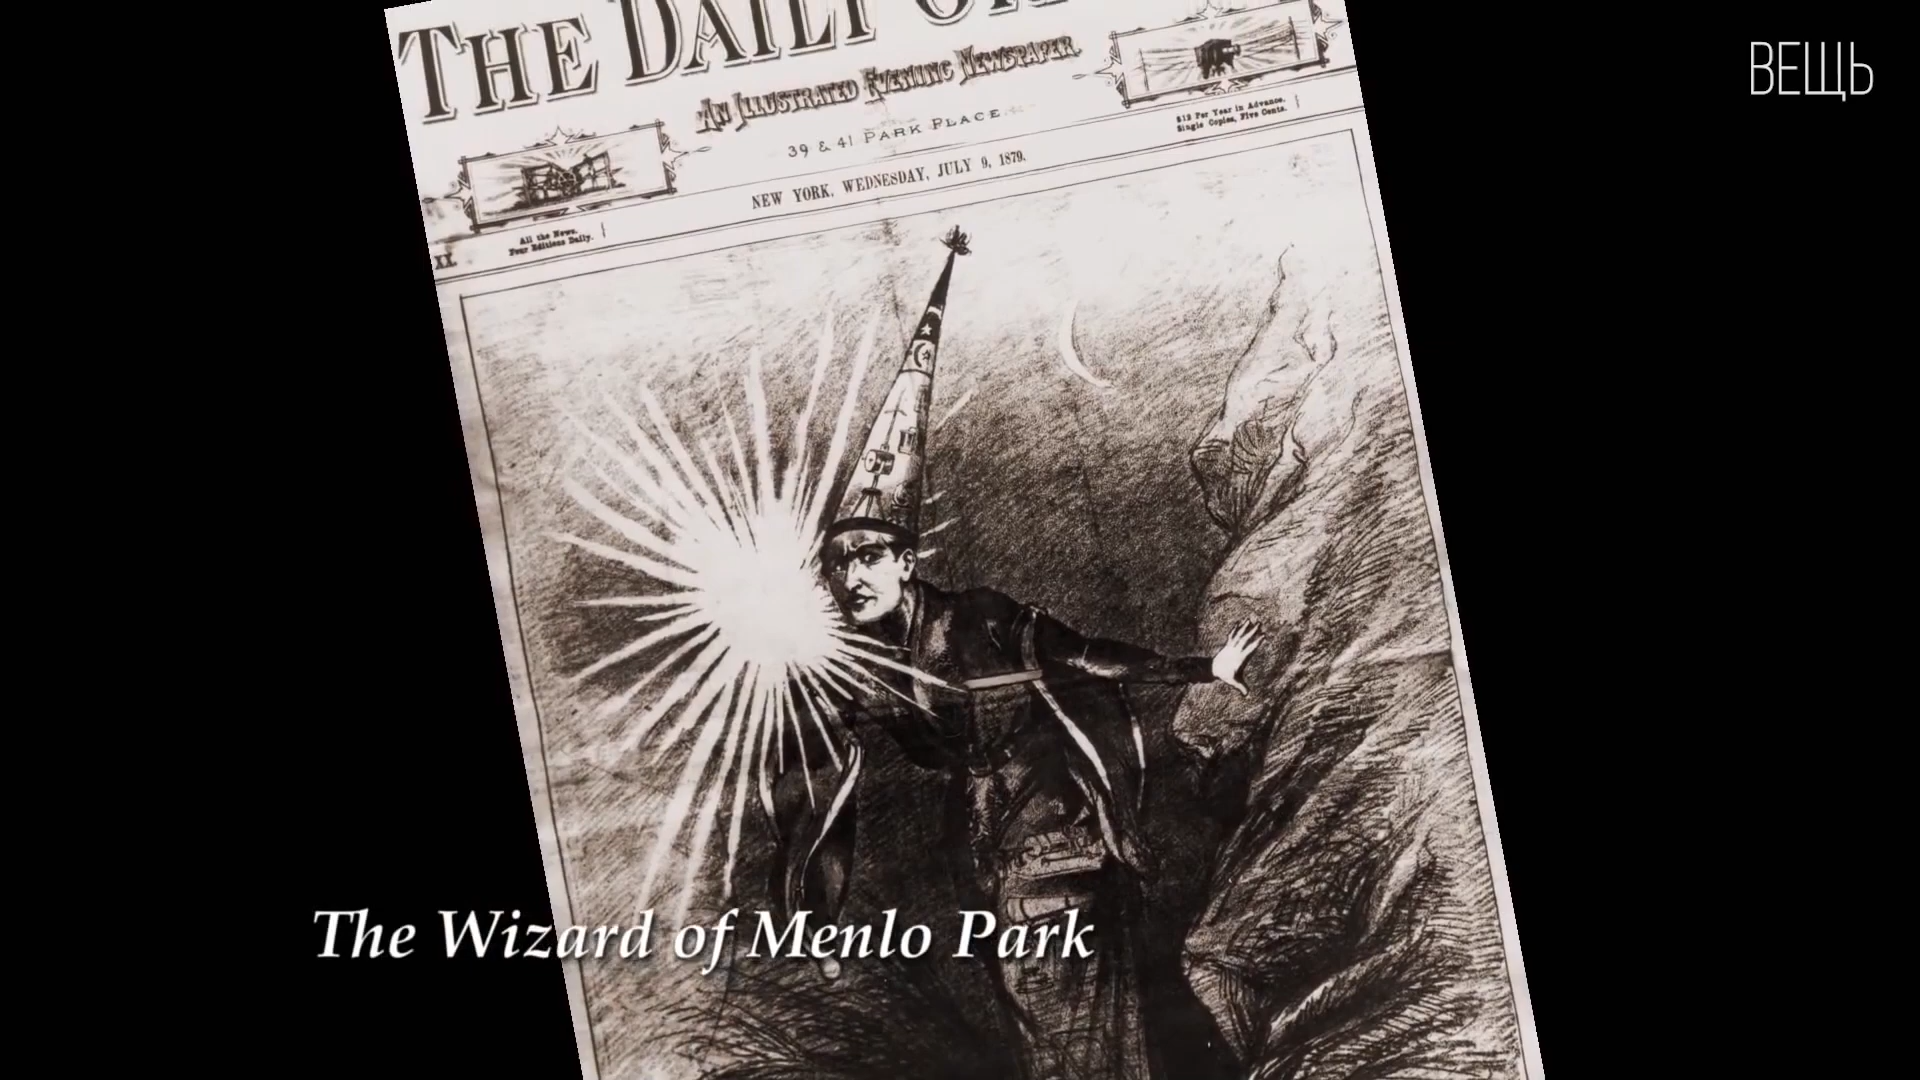 THE DAILY
AN ILLUSTRATED EVENING NEWSPAPER.
39 & 41 PARK PLACE.
$12 Per Year in Advance.
Single Copies, Five Cents.
NEW YORK, WEDNESDAY, JULY 9, 1879.
All the News.
Four Editions Daily.
XI.
The Wizard of Menlo Park
ВЕЩЬ